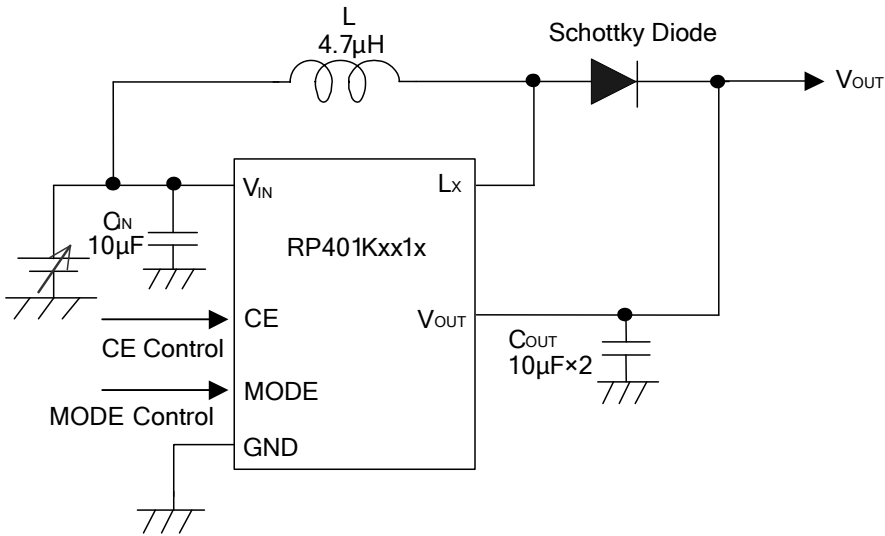 L
4.7µH
Schottky Diode
VOUT
VIN
LX
CIN
10µF
RP401Kxx1x
CE
VOUT
CE Control
COUT
10µF×2
MODE
MODE Control
GND